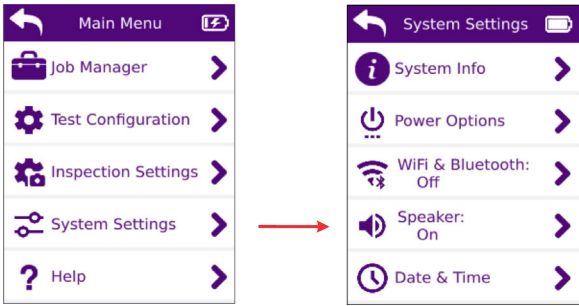 Main Menu
Job Manager
Test Configuration
Inspection Settings
System Settings
? Help
System Settings
System Info
Power Options
WiFi & Bluetooth:
Off
Speaker:
On
Date & Time